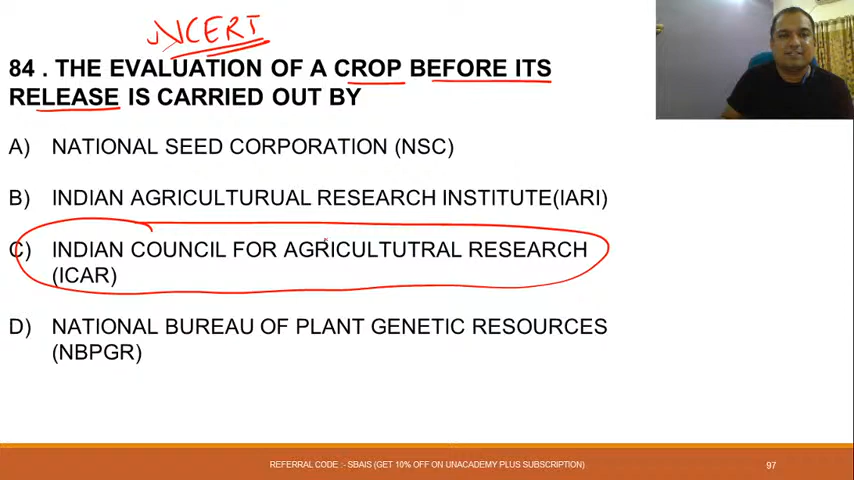 NCERT
84 . THE EVALUATION OF A CROP BEFORE ITS
RELEASE IS CARRIED OUT BY
A) NATIONAL SEED CORPORATION (NSC)
B) INDIAN AGRICULTURUAL RESEARCH INSTITUTE(IARI)
C) INDIAN COUNCIL FOR AGRICULTUTRAL RESEARCH
(ICAR)
D) NATIONAL BUREAU OF PLANT GENETIC RESOURCES
(NBPGR)
REFERRAL CODE :- SBAIS (GET 10% OFF ON UNACADEMY PLUS SUBSCRIPTION)
97